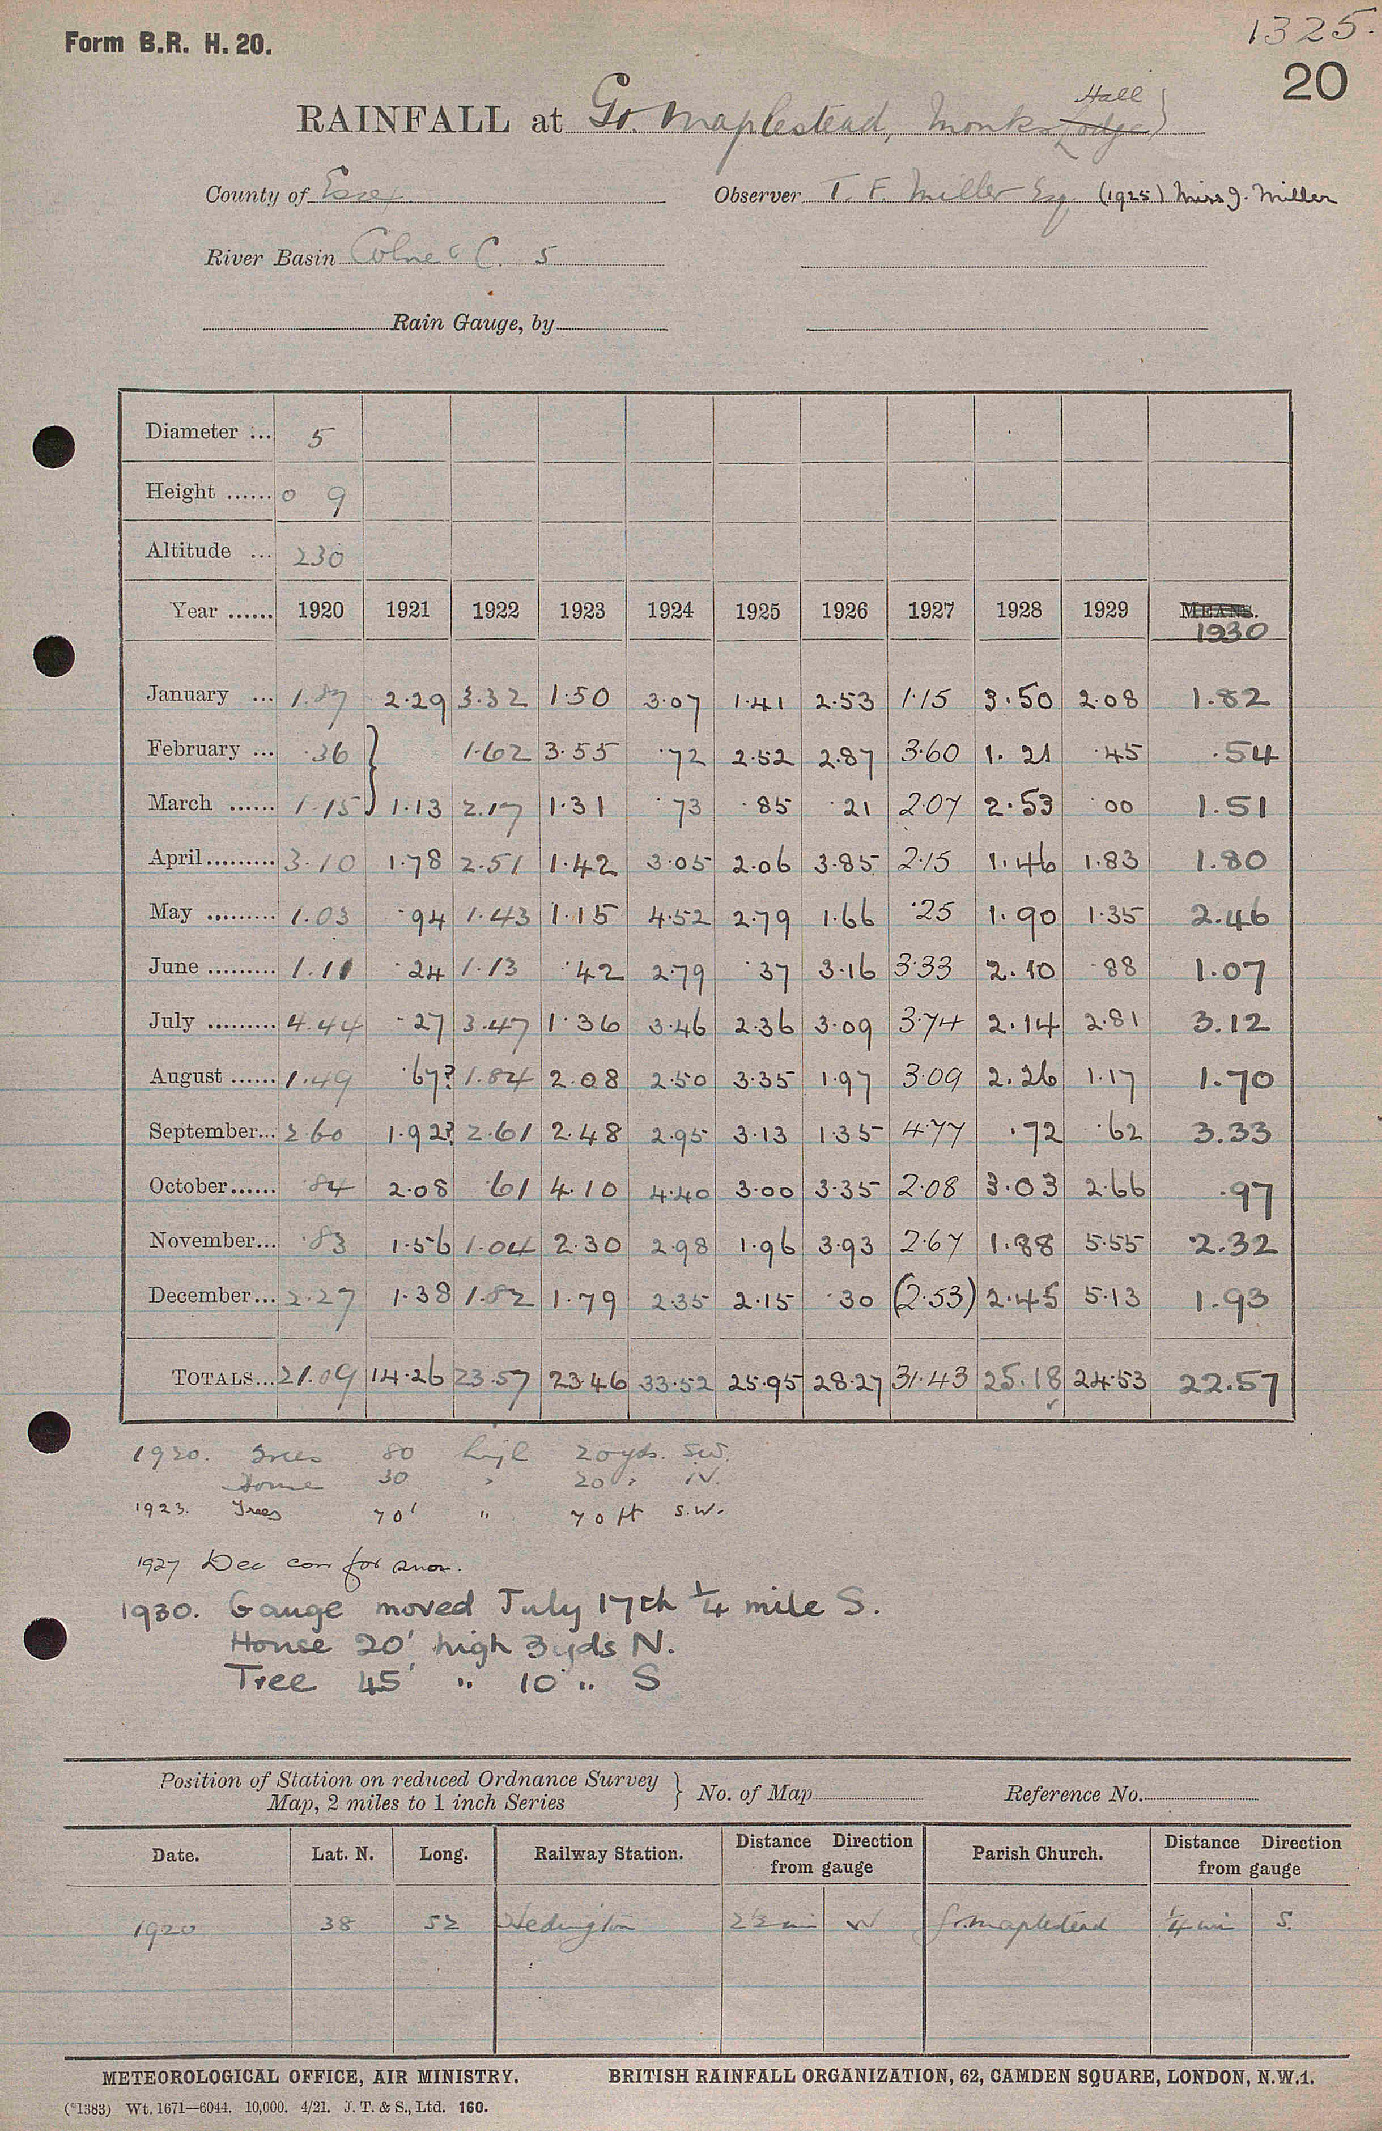 Form B.R. H. 20.
1325.
20
RAINFALL at Gt. Maplestead, Monks Lodge Hall
County of Essex
Observer T. F. Miller Esq (1925) Miss J. Miller
River Basin Colne & C. 5
Rain Gauge, by
Diameter ... 5
Height ...... 0 9
Altitude ... 230
Year ...... 1920 1921 1922 1923 1924 1925 1926 1927 1928 1929 MEANS. 1930
January ... 1.87 2.29 3.32 1.50 3.07 1.41 2.53 1.15 3.50 2.08 1.82
February ... .36 } 1.62 3.55 .72 2.52 2.87 3.60 1.21 .45 .54
March ...... 1.15 1.13 2.17 1.31 .73 .85 .21 2.07 2.53 .00 1.51
April ......... 3.10 1.78 2.51 1.42 3.05 2.06 3.85 2.15 1.46 1.83 1.80
May ......... 1.03 .94 1.43 1.15 4.52 2.79 1.66 .25 1.90 1.35 2.46
June ......... 1.11 .24 1.13 .42 2.79 .37 3.16 3.33 2.10 .88 1.07
July ......... 4.44 .27 3.47 1.36 3.46 2.36 3.09 3.74 2.14 2.81 3.12
August ...... 1.49 .67? 1.84 2.08 2.50 3.35 1.97 3.09 2.26 1.17 1.70
September... 2.60 1.92? 2.61 2.48 2.95 3.13 1.35 4.77 .72 .62 3.33
October...... .84 2.08 .61 4.10 4.40 3.00 3.35 2.08 3.03 2.66 .97
November... .83 1.56 1.04 2.30 2.98 1.96 3.93 2.67 1.88 5.55 2.32
December... 2.27 1.38 1.82 1.79 2.35 2.15 .30 (2.53) 2.45 5.13 1.93
TOTALS... 21.09 14.26 23.57 23.46 33.52 25.95 28.27 31.43 25.18 24.53 22.57
1920. Trees 80 high 20 yds. SW.
House 30 " 20 " N.
1923. Trees 70' " 70 ft S.W.
1927 Dec corr for snow.
1930. Gauge moved July 17th 1/4 mile S.
House 20' high 3 yds N.
Tree 45' " 10 " S
Position of Station on reduced Ordnance Survey
Map, 2 miles to 1 inch Series } No. of Map Reference No.
Date. Lat. N. Long. Railway Station. Distance Direction from gauge Parish Church. Distance Direction from gauge
1920 38 52 Hedington 2½ mi W Gt. Maplestead ¼ mi S.
METEOROLOGICAL OFFICE, AIR MINISTRY. BRITISH RAINFALL ORGANIZATION, 62, CAMDEN SQUARE, LONDON, N.W.1.
(*1383) Wt. 1671—6044. 10,000. 4/21. J. T. & S., Ltd. 160.